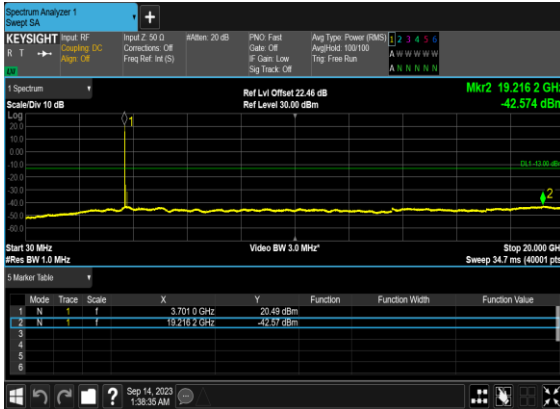 Spectrum Analyzer 1
Swept SA
+
KEYSIGHT Input: RF Input Z: 50 Ω #Atten: 20 dB PNO: Fast Avg Type: Power (RMS) 1 2 3 4 5 6
R T Coupling: DC Corrections: Off Gate: Off Avg|Hold: 100/100 A W W W W W
Align: Off Freq Ref: Int (S) IF Gain: Low Trig: Free Run
Sig Track: Off A N N N N N
1 Spectrum Ref Lvl Offset 22.46 dB Mkr2 19.216 2 GHz
Scale/Div 10 dB Ref Level 30.00 dBm -42.574 dBm
Log
20.0
10.0
0.00
-10.0
-20.0
-30.0
-40.0
-50.0
-60.0
1
DL1 -13.00 dBm
2
Start 30 MHz Video BW 3.0 MHz* Stop 20.000 GHz
#Res BW 1.0 MHz Sweep 34.7 ms (40001 pts)
5 Marker Table
Mode Trace Scale X Y Function Function Width Function Value
1 N 1 f 3.701 0 GHz 20.49 dBm
2 N 1 f 19.216 2 GHz -42.57 dBm
3
4
5
6
? Sep 14, 2023
1:38:35 AM